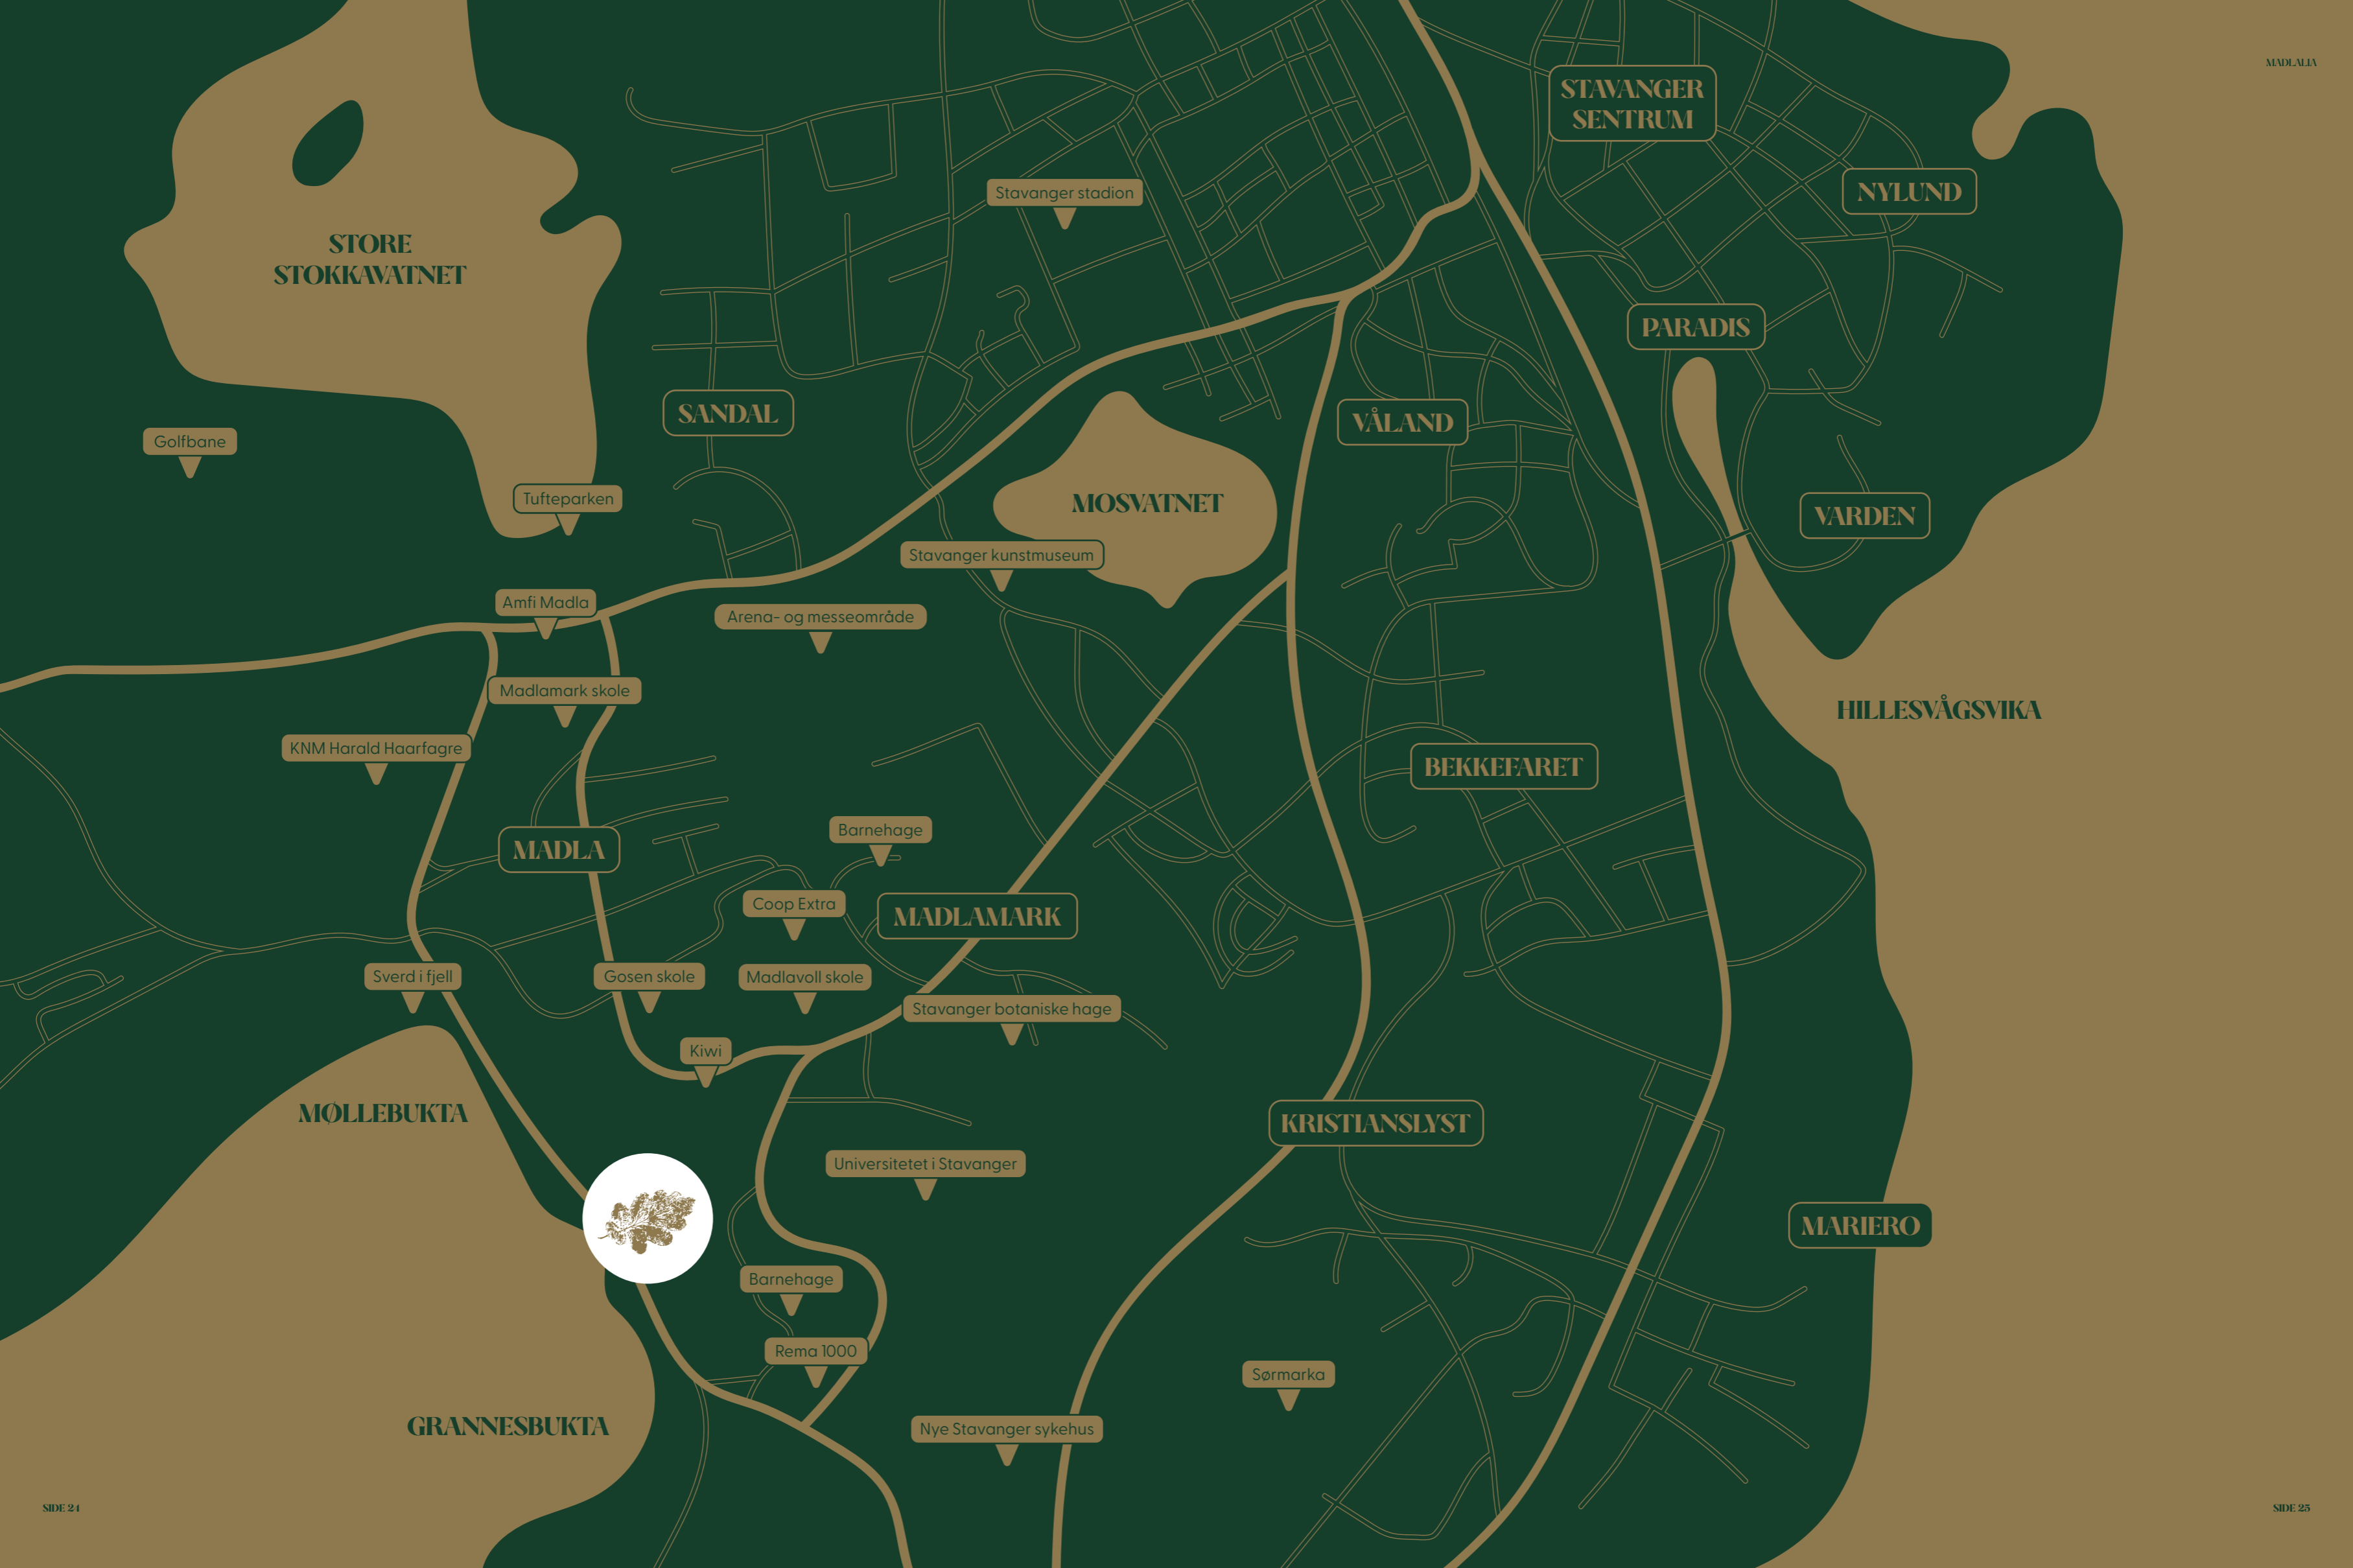 MADLALIA
STAVANGER
SENTRUM
NYLUND
Stavanger stadion
STORE
STOKKAVATNET
PARADIS
SANDAL
VÅLAND
Golfbane
Tufteparken
MOSVATNET
VARDEN
Stavanger kunstmuseum
Amfi Madla
Arena- og messeområde
Madlamark skole
HILLESVÅGSVIKA
KNM Harald Haarfagre
BEKKEFARET
Barnehage
MADLA
Coop Extra
MADLAMARK
Sverd i fjell
Gosen skole
Madlavoll skole
Stavanger botaniske hage
Kiwi
MØLLEBUKTA
KRISTIANSLYST
Universitetet i Stavanger
MARIERO
Barnehage
Rema 1000
Sørmarka
GRANNESBUKTA
Nye Stavanger sykehus
SIDE 24
SIDE 25